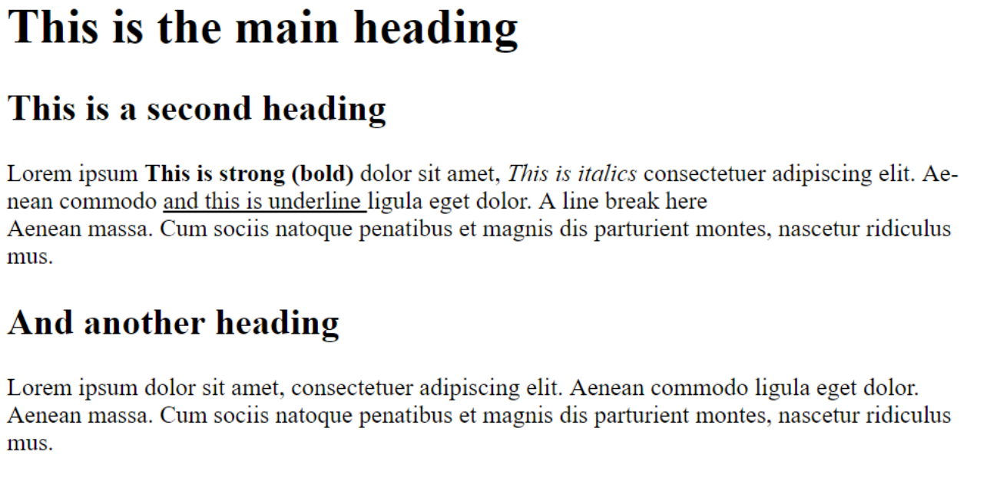 This is the main heading
This is a second heading
Lorem ipsum This is strong (bold) dolor sit amet, This is italics consectetuer adipiscing elit. Ae-
nean commodo and this is underline ligula eget dolor. A line break here
Aenean massa. Cum sociis natoque penatibus et magnis dis parturient montes, nascetur ridiculus
mus.
And another heading
Lorem ipsum dolor sit amet, consectetuer adipiscing elit. Aenean commodo ligula eget dolor.
Aenean massa. Cum sociis natoque penatibus et magnis dis parturient montes, nascetur ridiculus
mus.